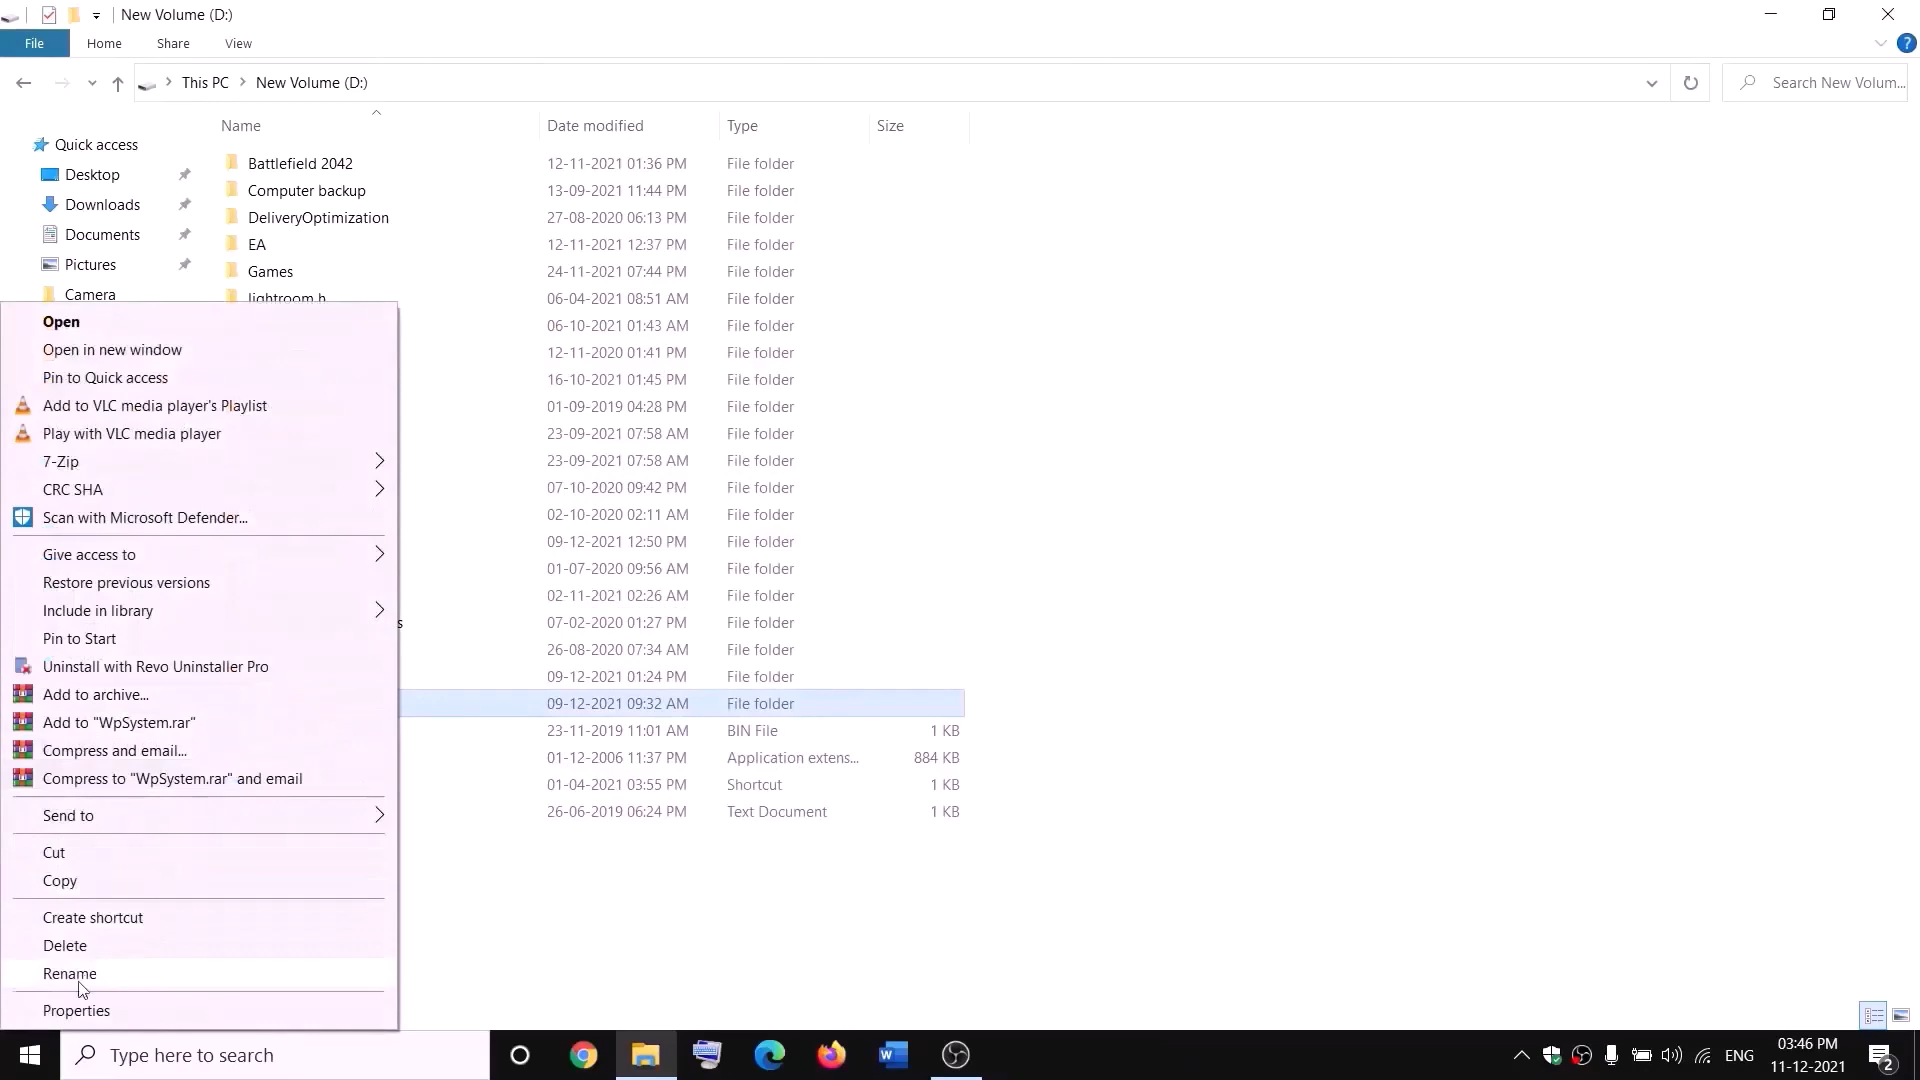 New Volume (D:)
File Home Share View
This PC New Volume (D:)
Search New Volum...
Name Date modified Type Size
Quick access
Desktop
Downloads
Documents
Pictures
Camera
Battlefield 2042 12-11-2021 01:36 PM File folder
Computer backup 13-09-2021 11:44 PM File folder
DeliveryOptimization 27-08-2020 06:13 PM File folder
EA 12-11-2021 12:37 PM File folder
Games 24-11-2021 07:44 PM File folder
lightroom h 06-04-2021 08:51 AM File folder
06-10-2021 01:43 AM File folder
12-11-2020 01:41 PM File folder
16-10-2021 01:45 PM File folder
01-09-2019 04:28 PM File folder
23-09-2021 07:58 AM File folder
23-09-2021 07:58 AM File folder
07-10-2020 09:42 PM File folder
02-10-2020 02:11 AM File folder
09-12-2021 12:50 PM File folder
01-07-2020 09:56 AM File folder
02-11-2021 02:26 AM File folder
s 07-02-2020 01:27 PM File folder
26-08-2020 07:34 AM File folder
09-12-2021 01:24 PM File folder
09-12-2021 09:32 AM File folder
23-11-2019 11:01 AM BIN File 1 KB
01-12-2006 11:37 PM Application extens... 884 KB
01-04-2021 03:55 PM Shortcut 1 KB
26-06-2019 06:24 PM Text Document 1 KB
Open
Open in new window
Pin to Quick access
Add to VLC media player's Playlist
Play with VLC media player
7-Zip
CRC SHA
Scan with Microsoft Defender...
Give access to
Restore previous versions
Include in library
Pin to Start
Uninstall with Revo Uninstaller Pro
Add to archive...
Add to "WpSystem.rar"
Compress and email...
Compress to "WpSystem.rar" and email
Send to
Cut
Copy
Create shortcut
Delete
Rename
Properties
Type here to search
ENG
03:46 PM
11-12-2021
2